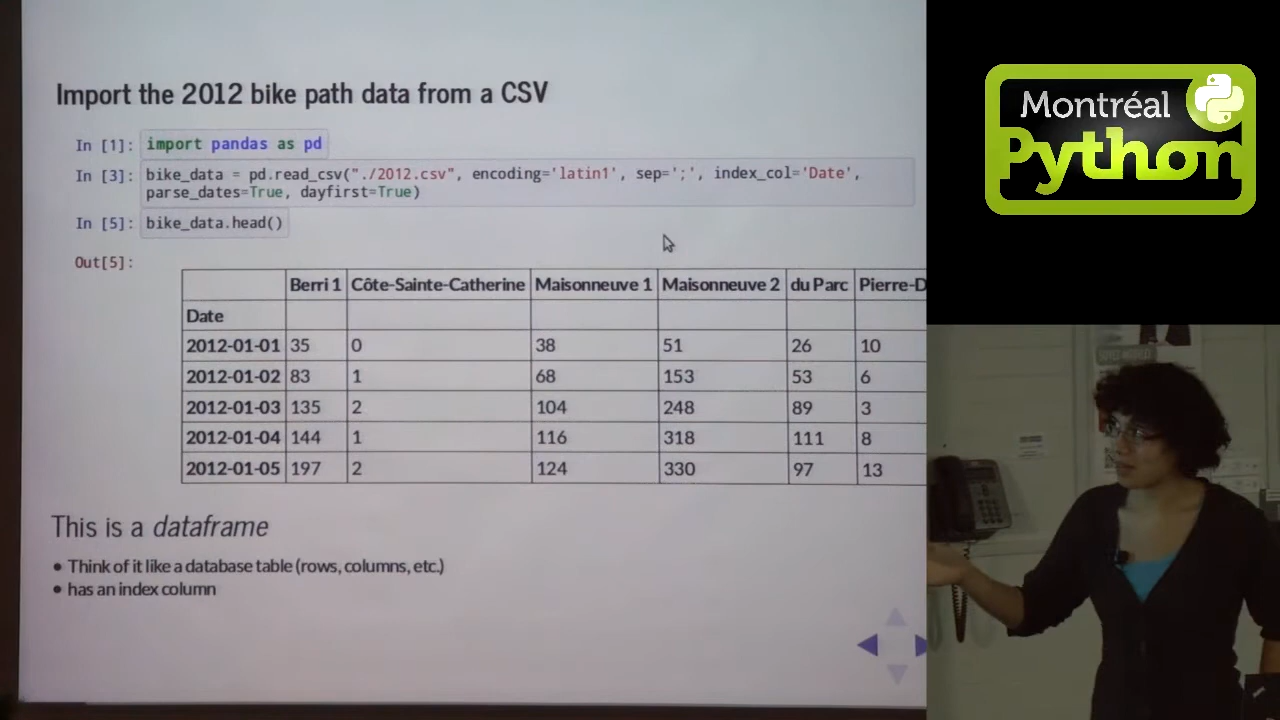 Import the 2012 bike path data from a CSV
In [1]: import pandas as pd
In [3]: bike_data = pd.read_csv("./2012.csv", encoding='latin1', sep=';', index_col='Date',
parse_dates=True, dayfirst=True)
In [5]: bike_data.head()
Out[5]:
Berri 1 Côte-Sainte-Catherine Maisonneuve 1 Maisonneuve 2 du Parc Pierre-D
Date
2012-01-01 35 0 38 51 26 10
2012-01-02 83 1 68 153 53 6
2012-01-03 135 2 104 248 89 3
2012-01-04 144 1 116 318 111 8
2012-01-05 197 2 124 330 97 13
This is a dataframe
• Think of it like a database table (rows, columns, etc.)
• has an index column
Montréal
Python